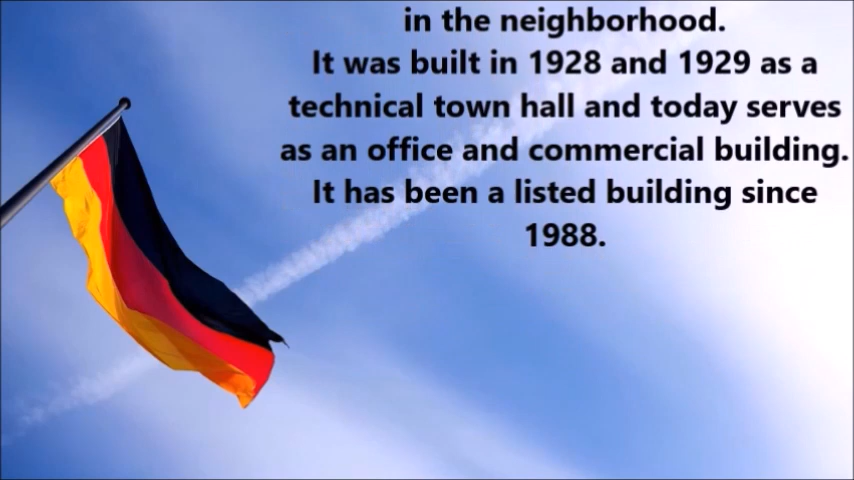 in the neighborhood.
It was built in 1928 and 1929 as a
technical town hall and today serves
as an office and commercial building.
It has been a listed building since
1988.